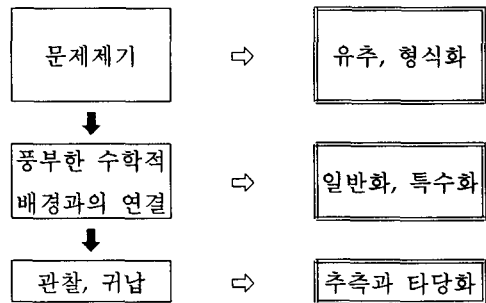 문제제기 ⇨ 유추, 형식화
풍부한 수학적
배경과의 연결 ⇨ 일반화, 특수화
관찰, 귀납 ⇨ 추측과 타당화